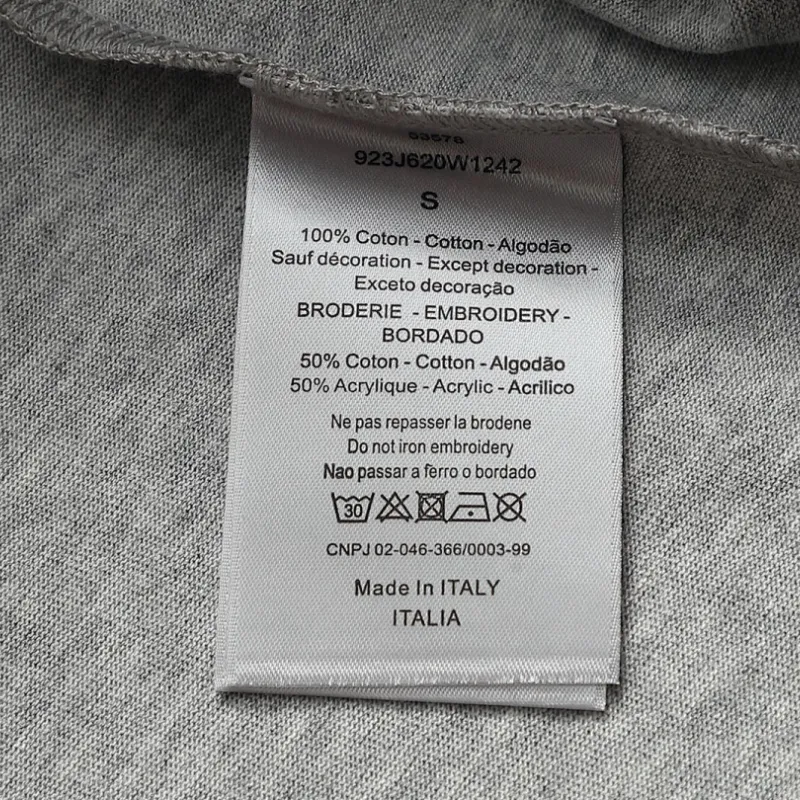 53578
923J620W1242
S
100% Coton - Cotton - Algodão
Sauf décoration - Except decoration -
Exceto decoração
BRODERIE - EMBROIDERY -
BORDADO
50% Coton - Cotton - Algodão
50% Acrylique - Acrylic - Acrilico
Ne pas repasser la brodene
Do not iron embroidery
Nao passar a ferro o bordado
30
CNPJ 02-046-366/0003-99
Made In ITALY
ITALIA